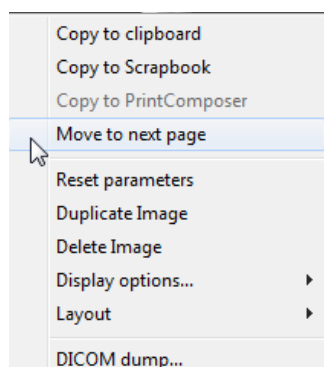 Copy to clipboard
Copy to Scrapbook
Copy to PrintComposer
Move to next page
Reset parameters
Duplicate Image
Delete Image
Display options...
Layout
DICOM dump...